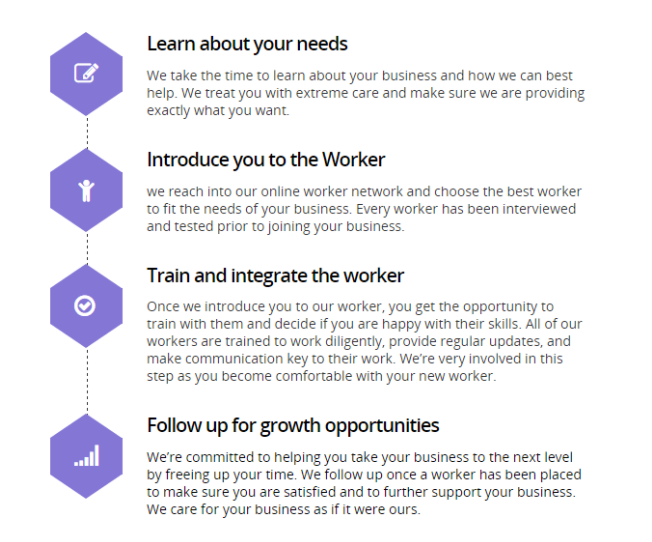 Learn about your needs
We take the time to learn about your business and how we can best
help. We treat you with extreme care and make sure we are providing
exactly what you want.
Introduce you to the Worker
we reach into our online worker network and choose the best worker
to fit the needs of your business. Every worker has been interviewed
and tested prior to joining your business.
Train and integrate the worker
Once we introduce you to our worker, you get the opportunity to
train with them and decide if you are happy with their skills. All of our
workers are trained to work diligently, provide regular updates, and
make communication key to their work. We’re very involved in this
step as you become comfortable with your new worker.
Follow up for growth opportunities
We’re committed to helping you take your business to the next level
by freeing up your time. We follow up once a worker has been placed
to make sure you are satisfied and to further support your business.
We care for your business as if it were ours.